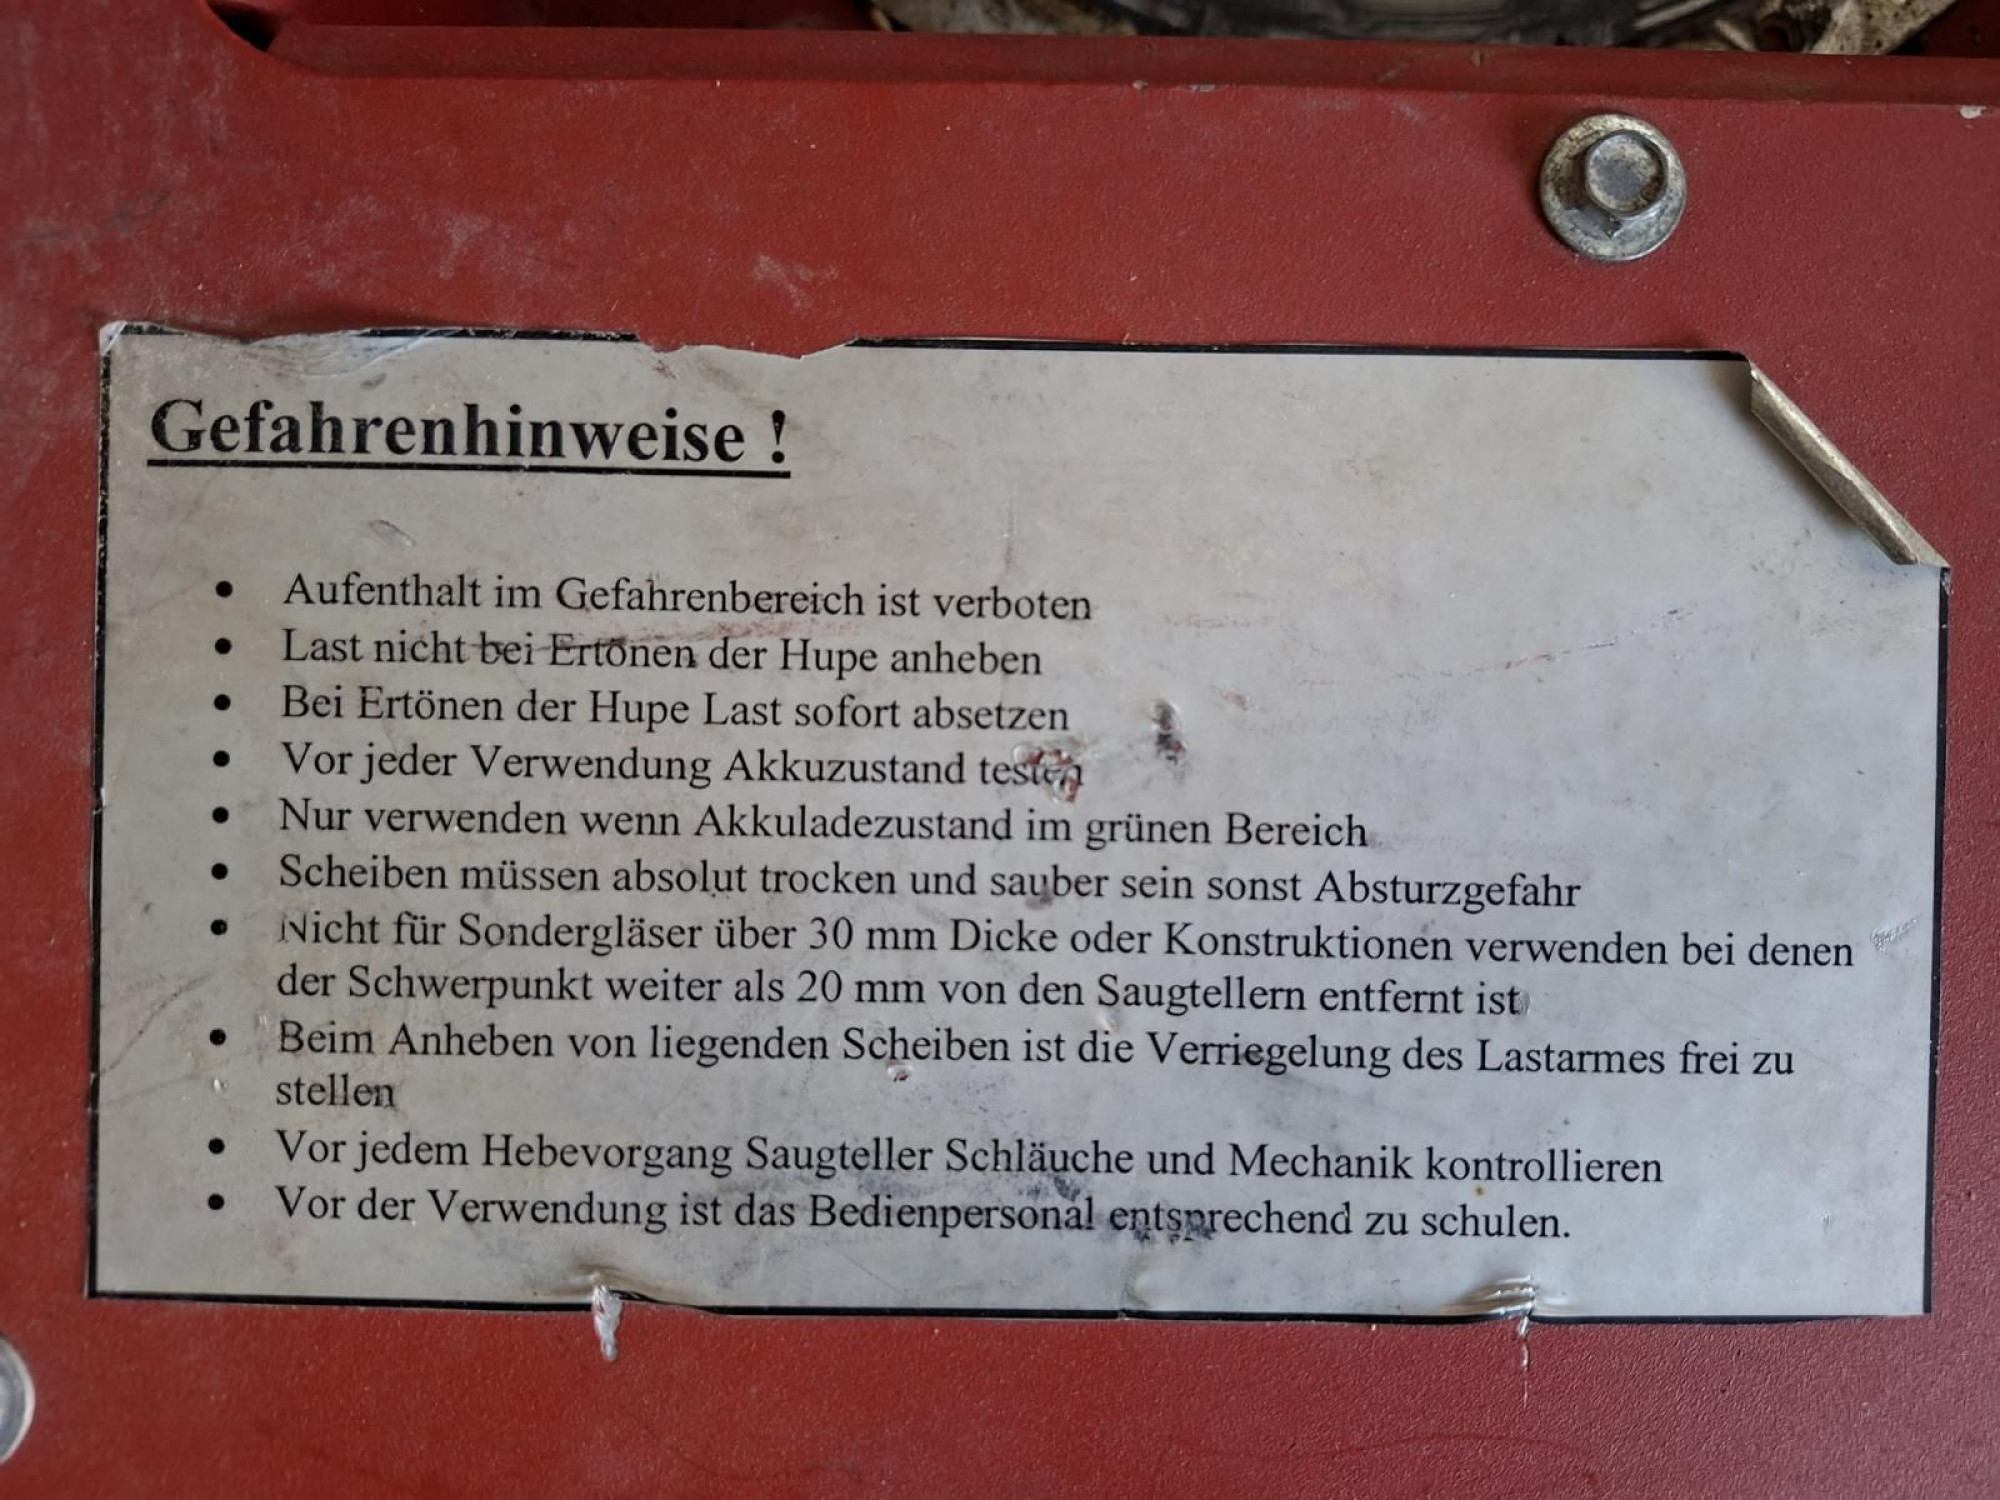 Gefahrenhinweise !
• Aufenthalt im Gefahrenbereich ist verboten
• Last nicht bei Ertönen der Hupe anheben
• Bei Ertönen der Hupe Last sofort absetzen
• Vor jeder Verwendung Akkuzustand testen
• Nur verwenden wenn Akkuladezustand im grünen Bereich
• Scheiben müssen absolut trocken und sauber sein sonst Absturzgefahr
• Nicht für Sondergläser über 30 mm Dicke oder Konstruktionen verwenden bei denen
der Schwerpunkt weiter als 20 mm von den Saugtellern entfernt ist
• Beim Anheben von liegenden Scheiben ist die Verriegelung des Lastarmes frei zu
stellen
• Vor jedem Hebevorgang Saugteller Schläuche und Mechanik kontrollieren
• Vor der Verwendung ist das Bedienpersonal entsprechend zu schulen.